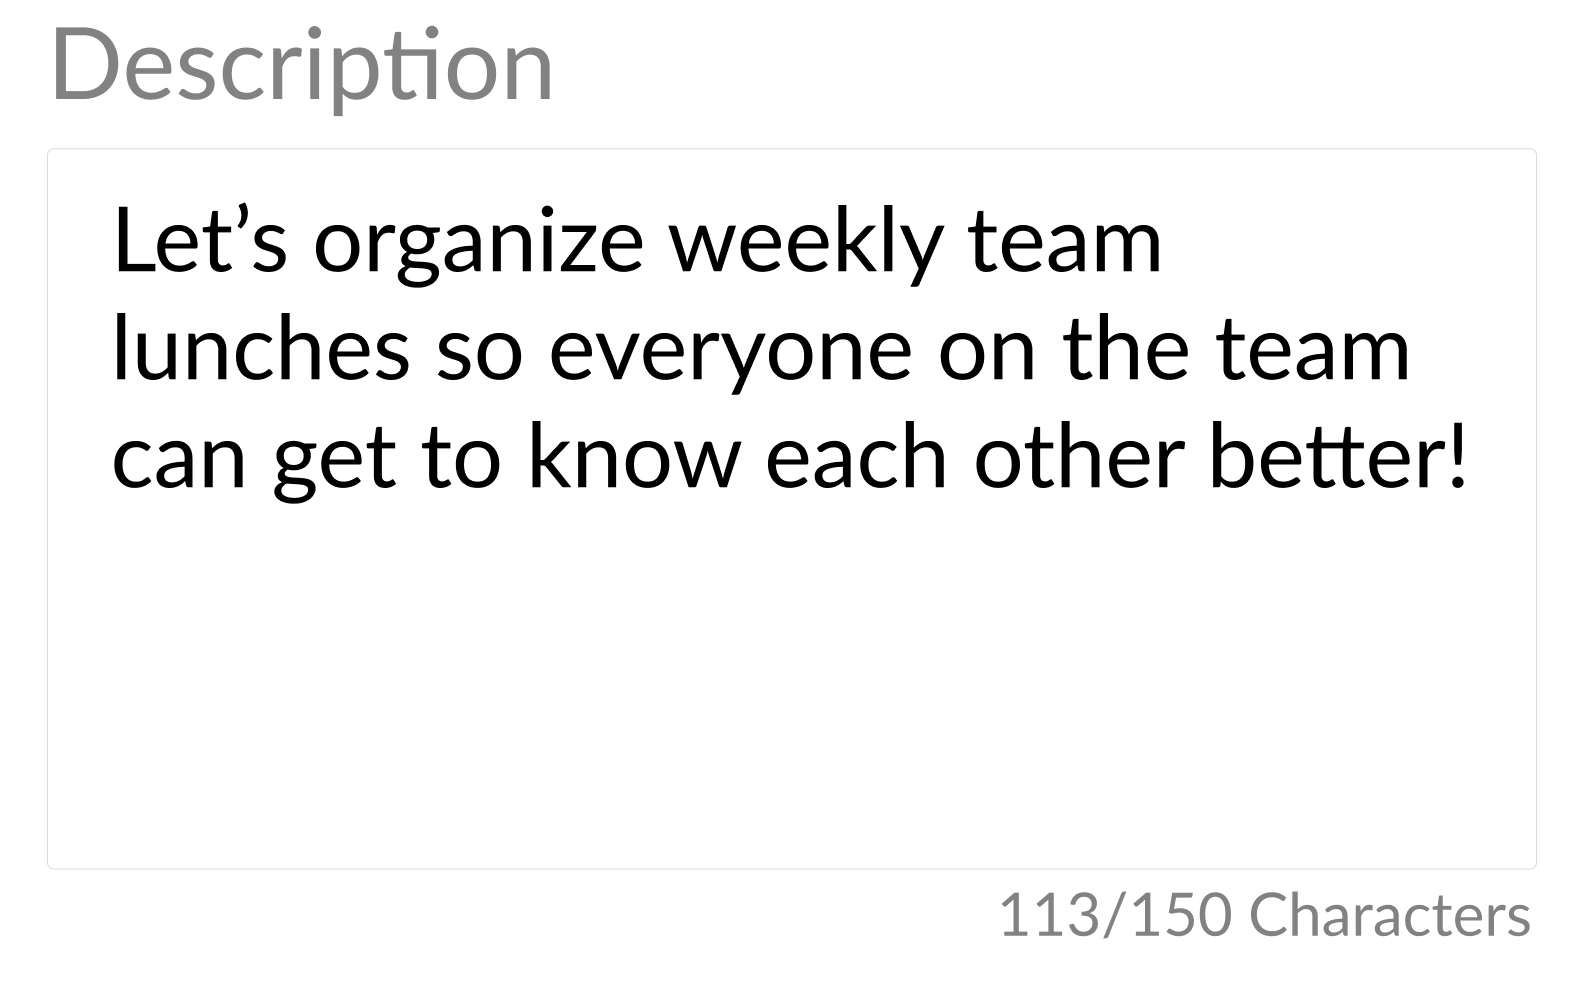 Description
Let’s organize weekly team
lunches so everyone on the team
can get to know each other better!
113/150 Characters